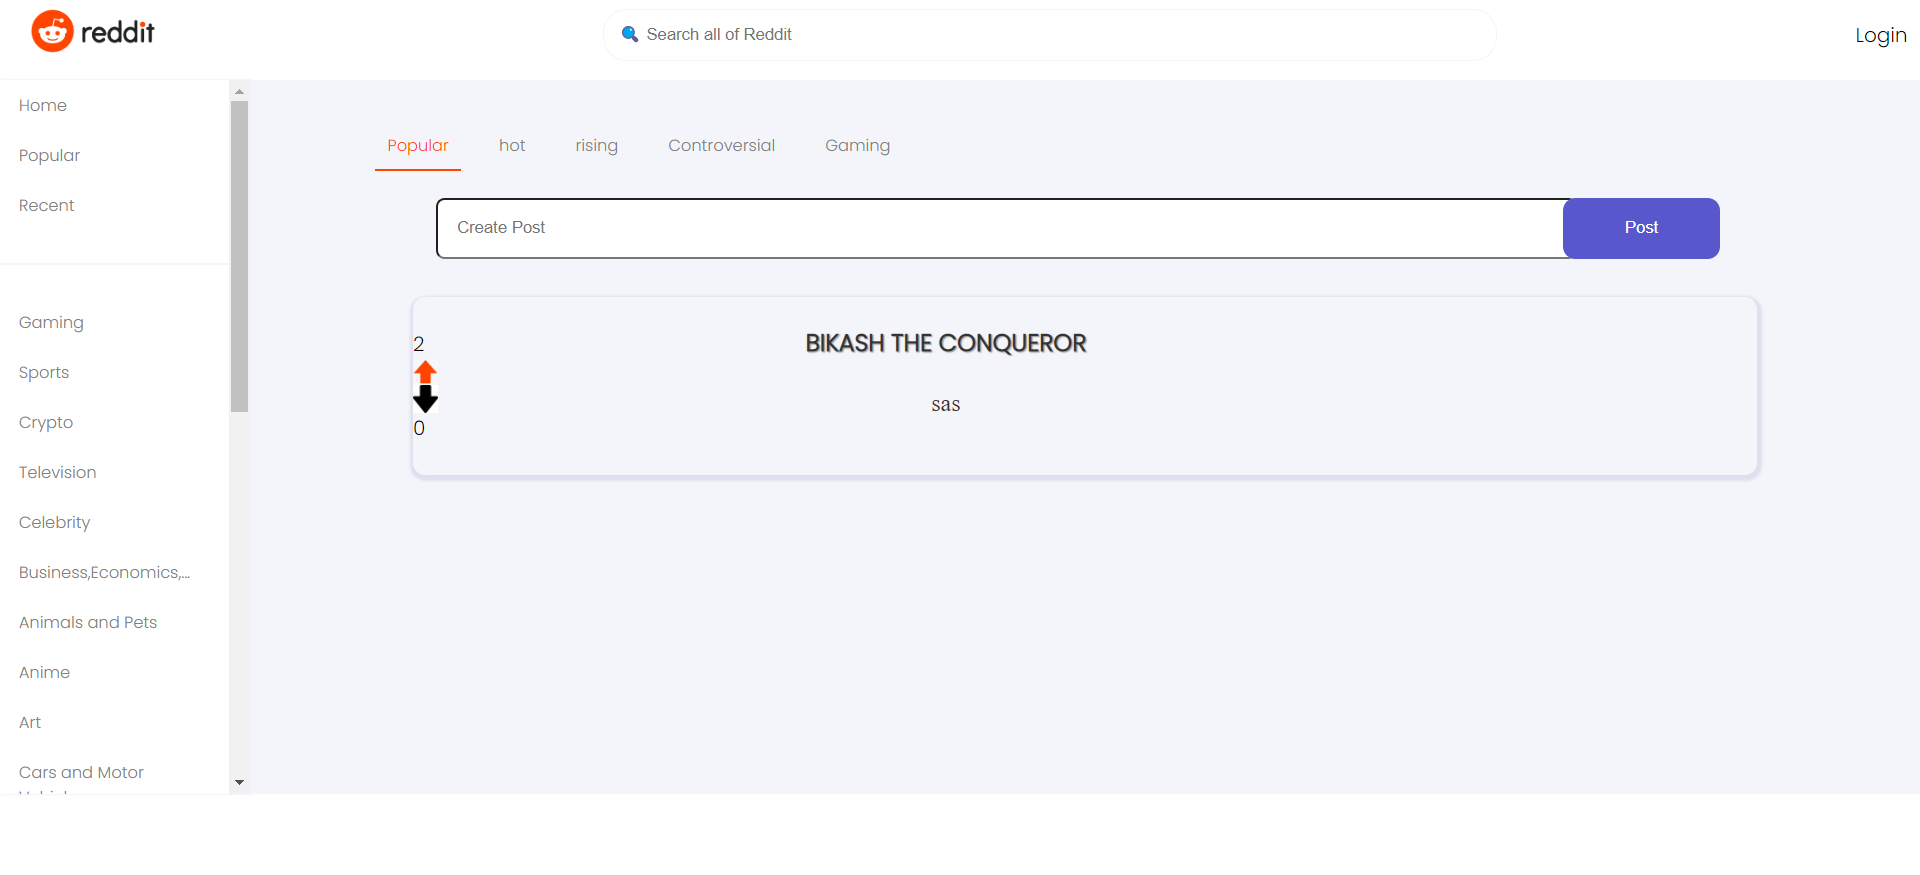 reddit
Search all of Reddit
Login
Home
Popular
Recent
Gaming
Sports
Crypto
Television
Celebrity
Business,Economics,...
Animals and Pets
Anime
Art
Cars and Motor
Popular
hot
rising
Controversial
Gaming
Create Post
Post
2
BIKASH THE CONQUEROR
sas
0